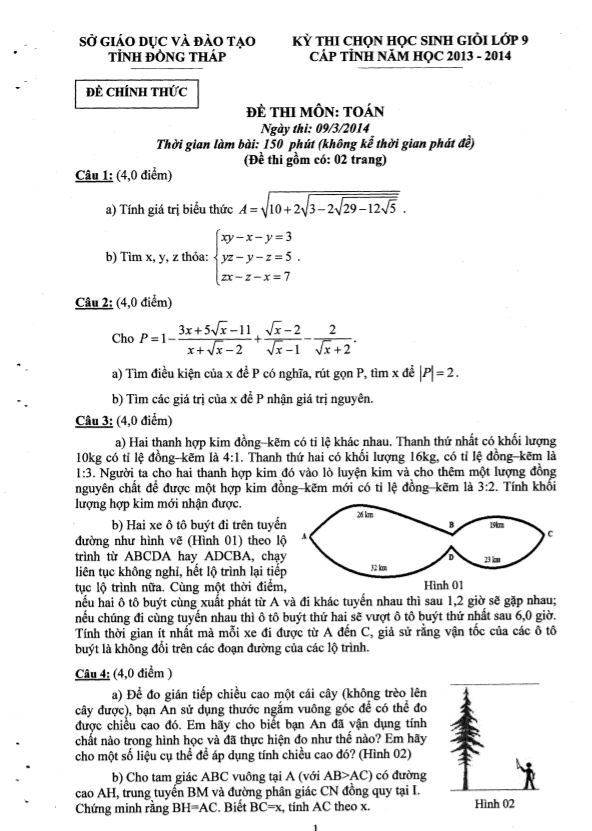 SỞ GIÁO DỤC VÀ ĐÀO TẠO
TỈNH ĐỒNG THÁP
KỲ THI CHỌN HỌC SINH GIỎI LỚP 9
CẤP TỈNH NĂM HỌC 2013 - 2014
ĐỀ CHÍNH THỨC
ĐỀ THI MÔN: TOÁN
Ngày thi: 09/3/2014
Thời gian làm bài: 150 phút (không kể thời gian phát đề)
(Đề thi gồm có: 02 trang)
Câu 1: (4,0 điểm)
a) Tính giá trị biểu thức A = √(10 + 2√(3 − 2√(29 − 12√5))) .
b) Tìm x, y, z thỏa: { xy − x − y = 3
yz − y − z = 5 .
zx − z − x = 7
Câu 2: (4,0 điểm)
Cho P = 1 − (3x + 5√x − 11)/(x + √x − 2) + (√x − 2)/(√x − 1) − 2/(√x + 2) .
a) Tìm điều kiện của x để P có nghĩa, rút gọn P, tìm x để |P| = 2 .
b) Tìm các giá trị của x để P nhận giá trị nguyên.
Câu 3: (4,0 điểm)
a) Hai thanh hợp kim đồng–kẽm có tỉ lệ khác nhau. Thanh thứ nhất có khối lượng
10kg có tỉ lệ đồng–kẽm là 4:1. Thanh thứ hai có khối lượng 16kg, có tỉ lệ đồng–kẽm là
1:3. Người ta cho hai thanh hợp kim đó vào lò luyện kim và cho thêm một lượng đồng
nguyên chất để được một hợp kim đồng–kẽm mới có tỉ lệ đồng–kẽm là 3:2. Tính khối
lượng hợp kim mới nhận được.
b) Hai xe ô tô buýt đi trên tuyến
đường như hình vẽ (Hình 01) theo lộ
trình từ ABCDA hay ADCBA, chạy
liên tục không nghỉ, hết lộ trình lại tiếp
tục lộ trình nữa. Cùng một thời điểm,
26 km
A
B
19km
C
D
32 km
23 km
Hình 01
nếu hai ô tô buýt cùng xuất phát từ A và đi khác tuyến nhau thì sau 1,2 giờ sẽ gặp nhau;
nếu chúng đi cùng tuyến nhau thì ô tô buýt thứ hai sẽ vượt ô tô buýt thứ nhất sau 6,0 giờ.
Tính thời gian ít nhất mà mỗi xe đi được từ A đến C, giả sử rằng vận tốc của các ô tô
buýt là không đổi trên các đoạn đường của các lộ trình.
Câu 4: (4,0 điểm )
a) Để đo gián tiếp chiều cao một cái cây (không trèo lên
cây được), bạn An sử dụng thước ngắm vuông góc để có thể đo
được chiều cao đó. Em hãy cho biết bạn An đã vận dụng tính
chất nào trong hình học và đã thực hiện đo như thế nào? Em hãy
cho một số liệu cụ thể để áp dụng tính chiều cao đó? (Hình 02)
b) Cho tam giác ABC vuông tại A (với AB>AC) có đường
cao AH, trung tuyến BM và đường phân giác CN đồng quy tại I.
Chứng minh rằng BH=AC. Biết BC=x, tính AC theo x.
Hình 02
1